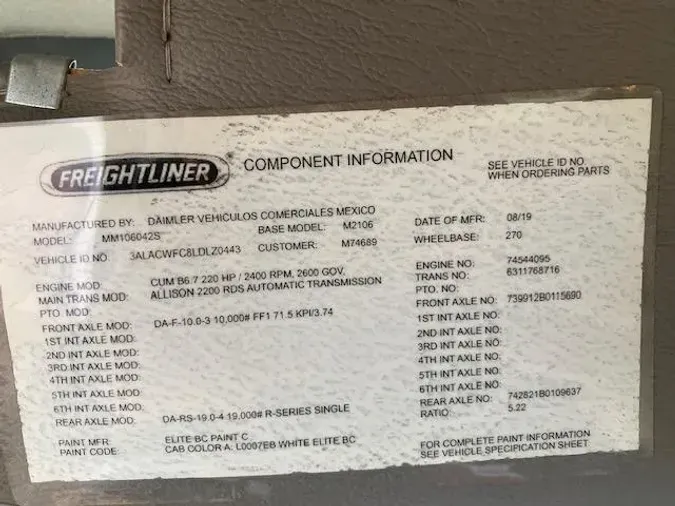 FREIGHTLINER
COMPONENT INFORMATION
SEE VEHICLE ID NO
WHEN ORDERING PARTS
MANUFACTURED BY: DAIMLER VEHICULOS COMERCIALES MEXICO
MODEL: MM106042S BASE MODEL: M2106 DATE OF MFR: 08/19
VEHICLE ID NO: 3ALACWFC8LDLZ0443 CUSTOMER: M74689 WHEELBASE: 270
ENGINE MOD: CUM B6.7 220 HP / 2400 RPM, 2600 GOV, ENGINE NO: 74544095
MAIN TRANS MOD: ALLISON 2200 RDS AUTOMATIC TRANSMISSION TRANS NO: 6311768716
PTO. MOD: PTO. NO:
FRONT AXLE MOD: DA-F-10.0-3 10,000# FF1 71.5 KPI/3.74 FRONT AXLE NO: 739912B0115690
1ST INT AXLE MOD: 1ST INT AXLE NO:
2ND INT AXLE MOD: 2ND INT AXLE NO:
3RD INT AXLE MOD: 3RD INT AXLE NO:
4TH INT AXLE MOD: 4TH INT AXLE NO:
5TH INT AXLE MOD: 5TH INT AXLE NO:
6TH INT AXLE MOD: 6TH INT AXLE NO:
REAR AXLE MOD: DA-RS-19.0-4 19,000# R-SERIES SINGLE REAR AXLE NO: 742821B0109637
RATIO: 5.22
PAINT MFR: ELITE BC PAINT C
PAINT CODE: CAB COLOR A: L0007EB WHITE ELITE BC
FOR COMPLETE PAINT INFORMATION
SEE VEHICLE SPECIFICATION SHEET